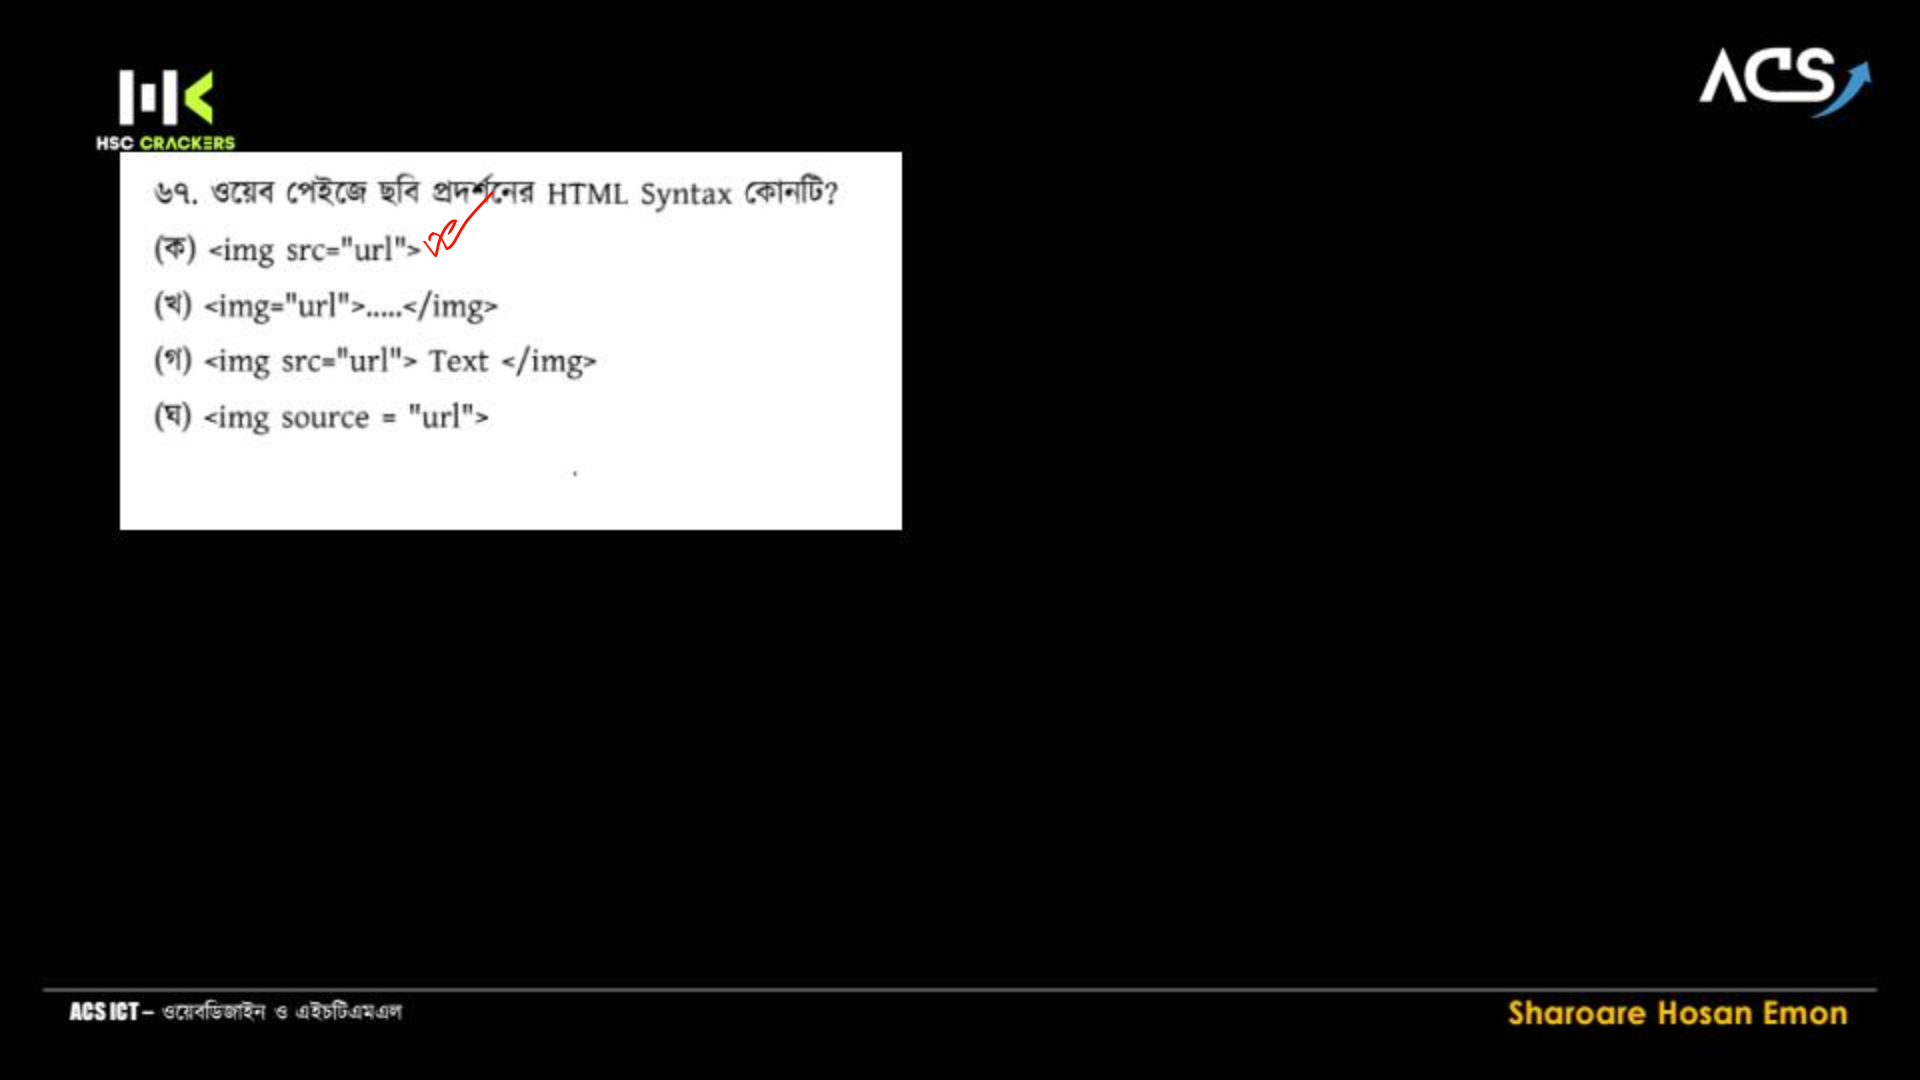 ACS
HSC CRACKERS
৬৭. ওয়েব পেইজে ছবি প্রদর্শনের HTML Syntax কোনটি?
(ক) <img src="url">
(খ) <img="url">.....</img>
(গ) <img src="url"> Text </img>
(ঘ) <img source = "url">
ACS ICT – ওয়েবডিজাইন ও এইচটিএমএল
Sharoare Hosan Emon